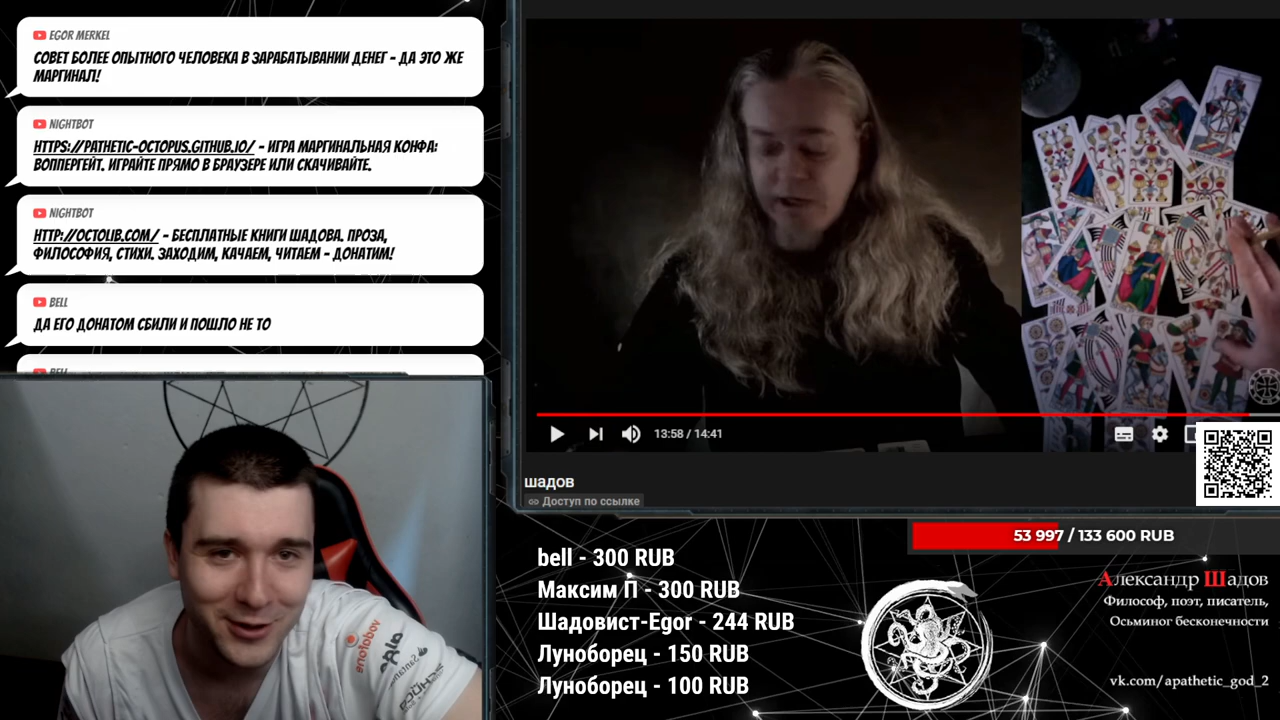 EGOR MERKEL
СОВЕТ БОЛЕЕ ОПЫТНОГО ЧЕЛОВЕКА В ЗАРАБАТЫВАНИИ ДЕНЕГ - ДА ЭТО ЖЕ
МАРГИНАЛ!
NIGHTBOT
HTTPS://PATHETIC-OCTOPUS.GITHUB.IO/ - ИГРА МАРГИНАЛЬНАЯ КОНФА:
ВОППЕРГЕЙТ. ИГРАЙТЕ ПРЯМО В БРАУЗЕРЕ ИЛИ СКАЧИВАЙТЕ.
NIGHTBOT
HTTP://OCTOLIB.COM/ - БЕСПЛАТНЫЕ КНИГИ ШАДОВА. ПРОЗА,
ФИЛОСОФИЯ, СТИХИ. ЗАХОДИМ, КАЧАЕМ, ЧИТАЕМ - ДОНАТИМ!
BELL
ДА ЕГО ДОНАТОМ СБИЛИ И ПОШЛО НЕ ТО
BELL
13:58 / 14:41
шадов
Доступ по ссылке
53 997 / 133 600 RUB
bell - 300 RUB
Максим П - 300 RUB
Шадовист-Egor - 244 RUB
Луноборец - 150 RUB
Луноборец - 100 RUB
Александр Шадов
Философ, поэт, писатель,
Осьминог бесконечности
vk.com/apathetic_god_2
vodafone